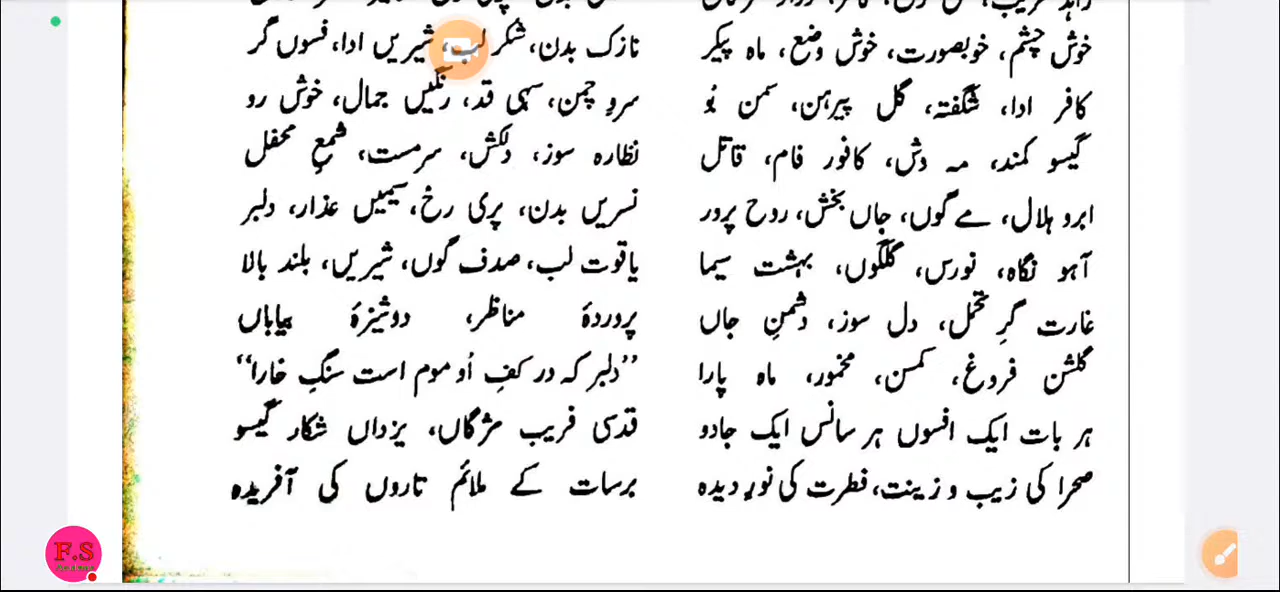 خوش چشم، خوبصورت، خوش وضع، ماہ پیکر نازک بدن، شکر لب، شیریں ادا، فسوں گر
کافر ادا، شگفتہ، گل پیرہن، سمن بُو سروِ چمن، سہی قد، رنگیں جمال، خوش رو
گیسو کمند، مہ وش، کافور فام، قاتل نظارہ سوز، دلکش، سرمست، شمعِ محفل
ابرو ہلال، مے گوں، جاں بخش، روح پرور نسریں بدن، پری رخ، سیمیں عذار، دلبر
آہو نگاہ، نورس، گلگوں، بہشت سیما یاقوت لب، صدف گوں، شیریں، بلند بالا
غارت گرِ تحمل، دل سوز، دشمنِ جاں پروردۂ مناظر، دوشیزۂ بیاباں
گلشن فروغ، کمسن، مخمور، ماہ پارا ”دلبر کہ در کفِ اُو موم است سنگِ خارا“
ہر بات ایک افسوں ہر سانس ایک جادو قدسی فریب مژگاں، یزداں شکار گیسو
صحرا کی زیب و زینت، فطرت کی نور دیدہ برسات کے ملائم تاروں کی آفریدہ
F.S